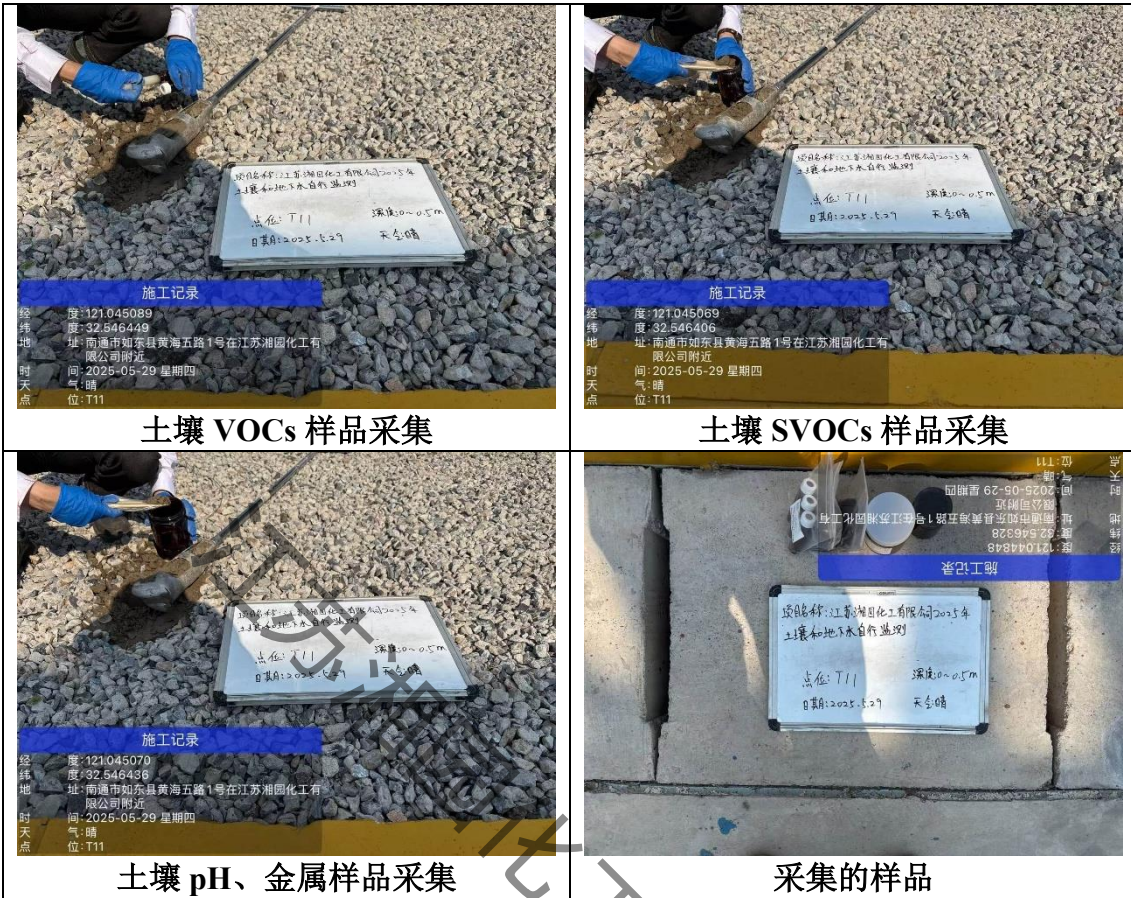 项目名称:江苏湘园化工有限公司2025年
土壤和地下水自行监测
点位:T11 深度:0~0.5m
日期:2025.5.29 天气:晴
施工记录
经 度:121.045089
纬 度:32.546449
地 址:南通市如东县黄海五路1号在江苏湘园化工有
限公司附近
时 间:2025-05-29 星期四
天 气:晴
点 位:T11
土壤 VOCs 样品采集
项目名称:江苏湘园化工有限公司2025年
土壤和地下水自行监测
点位:T11 深度:0~0.5m
日期:2025.5.29 天气:晴
施工记录
经 度:121.045069
纬 度:32.546406
地 址:南通市如东县黄海五路1号在江苏湘园化工有
限公司附近
时 间:2025-05-29 星期四
天 气:晴
点 位:T11
土壤 SVOCs 样品采集
项目名称:江苏湘园化工有限公司2025年
土壤和地下水自行监测
点位:T11 深度:0~0.5m
日期:2025.5.29 天气:晴
施工记录
经 度:121.045070
纬 度:32.546436
地 址:南通市如东县黄海五路1号在江苏湘园化工有
限公司附近
时 间:2025-05-29 星期四
天 气:晴
点 位:T11
土壤 pH、金属样品采集
施工记录
经 度:121.044848
纬 度:32.546328
地 址:南通市如东县黄海五路1号在江苏湘园化工有
限公司附近
时 间:2025-05-29 星期四
天 气:晴
点 位:T11
项目名称:江苏湘园化工有限公司2025年
土壤和地下水自行监测
点位:T11 深度:0~0.5m
日期:2025.5.29 天气:晴
采集的样品